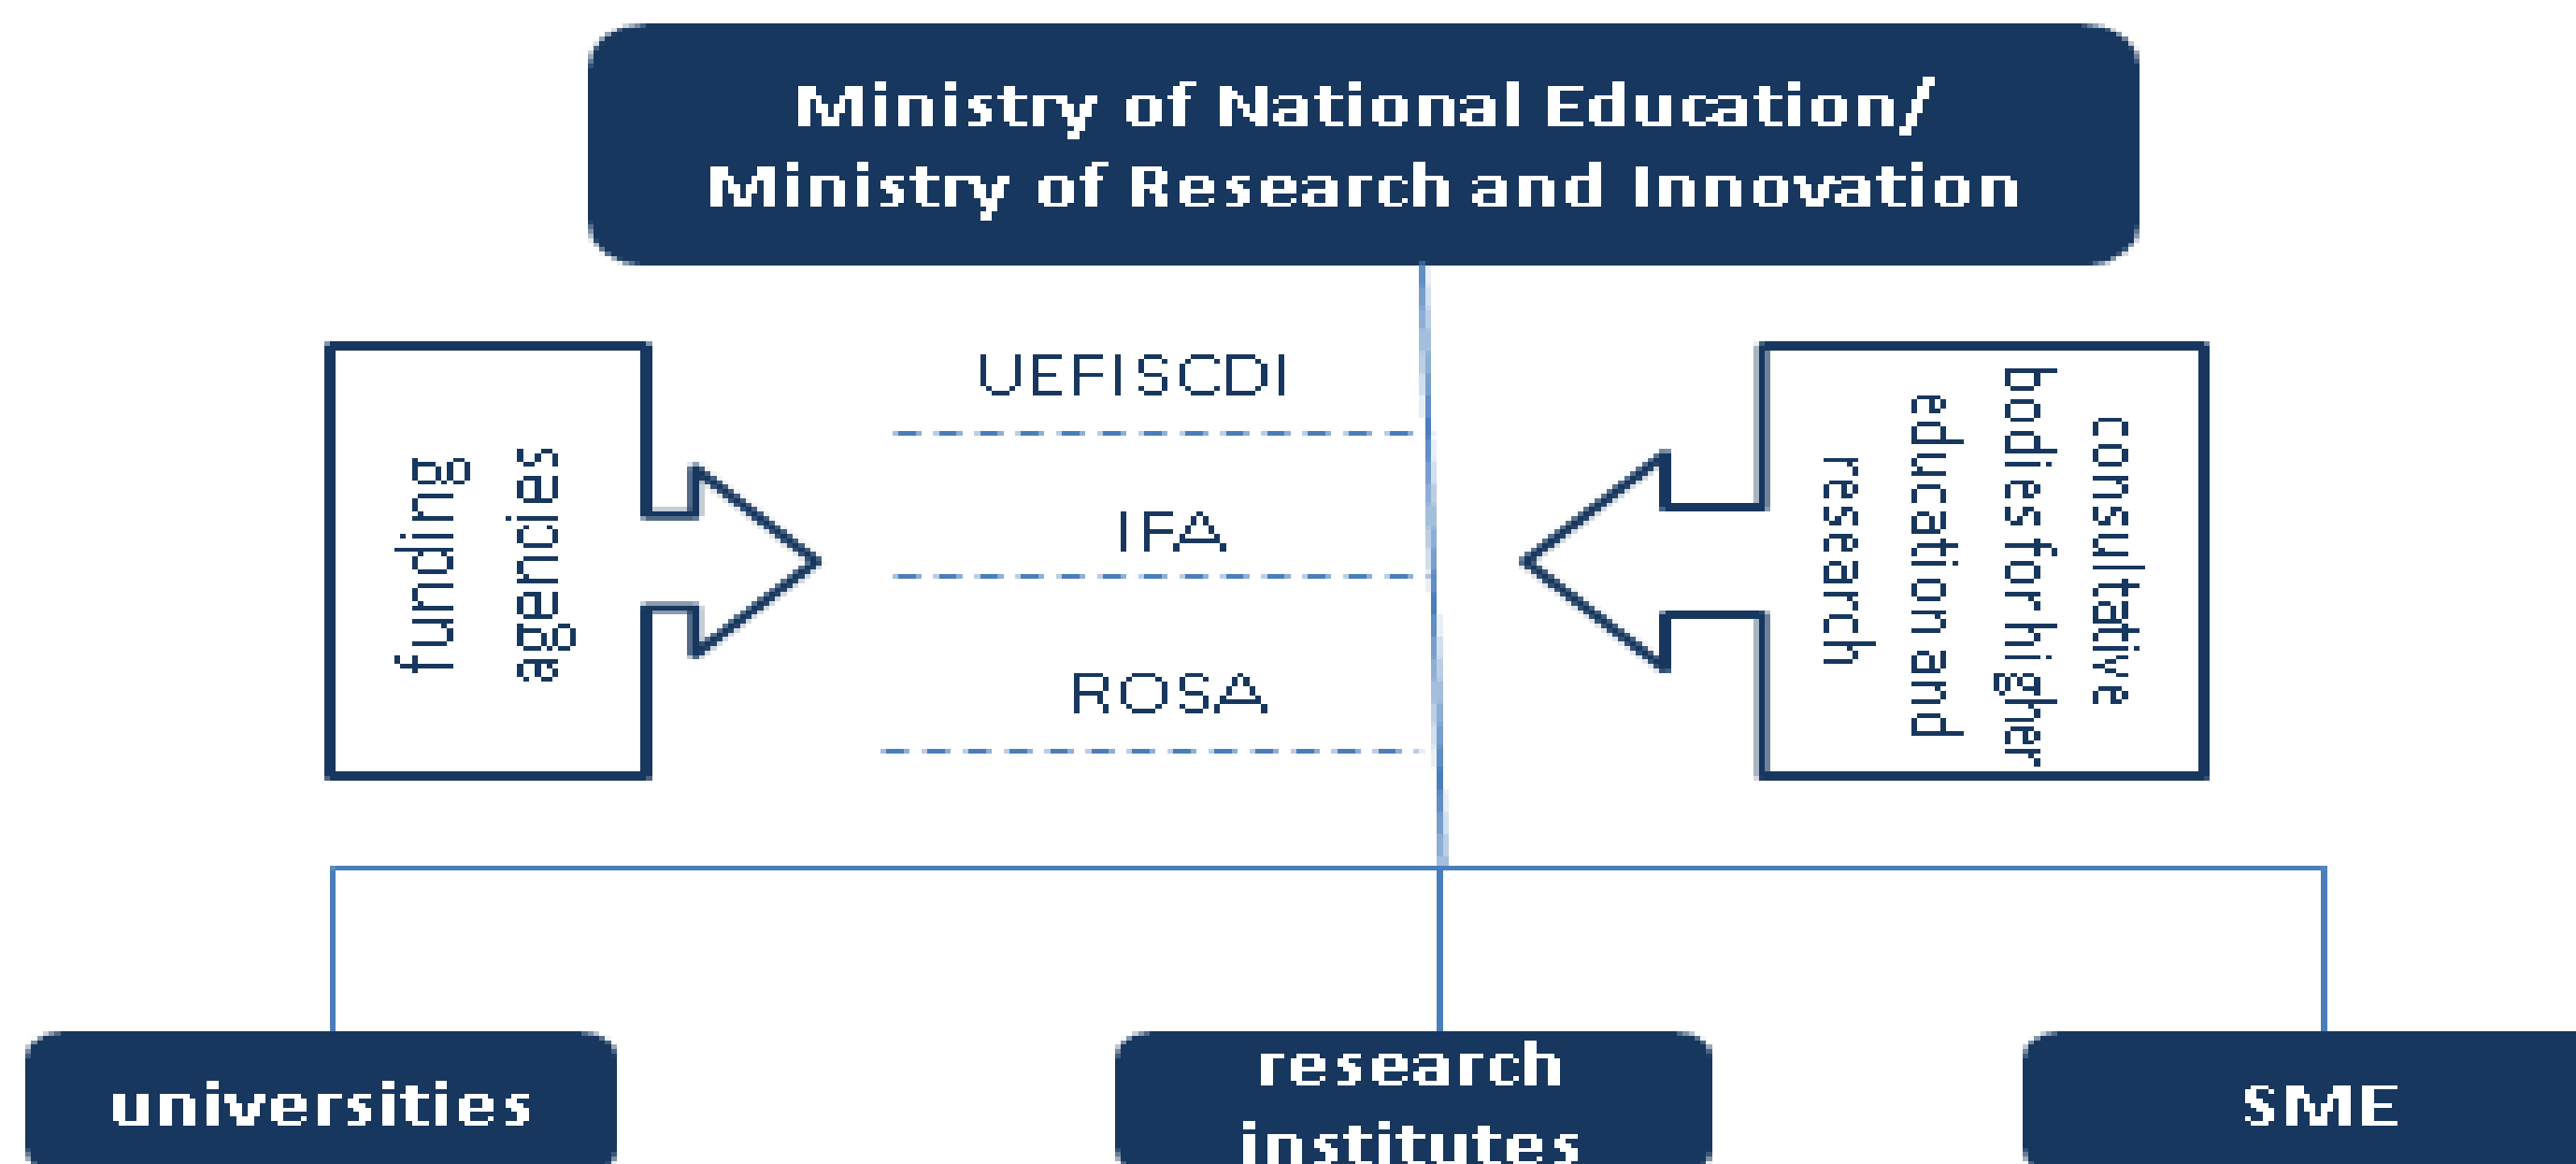 Ministry of National Education/
Ministry of Research and Innovation
funding
agencies
UEFISCDI
IFA
ROSA
consultative
bodies for higher
education and
research
universities
research
institutes
SME